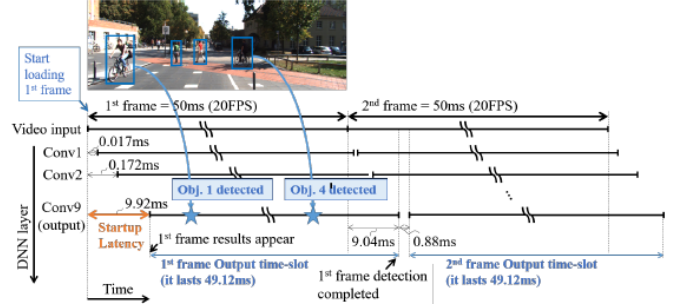 Start
loading
1st frame
1st frame = 50ms (20FPS)
2nd frame = 50ms (20FPS)
Video input
0.017ms
Conv1
0.172ms
Conv2
Obj. 1 detected
Obj. 4 detected
...
Conv9
(output)
9.92ms
Startup
Latency
1st frame results appear
9.04ms
0.88ms
DNN layer
1st frame Output time-slot
(it lasts 49.12ms)
1st frame detection
completed
2nd frame Output time-slot
(it lasts 49.12ms)
Time